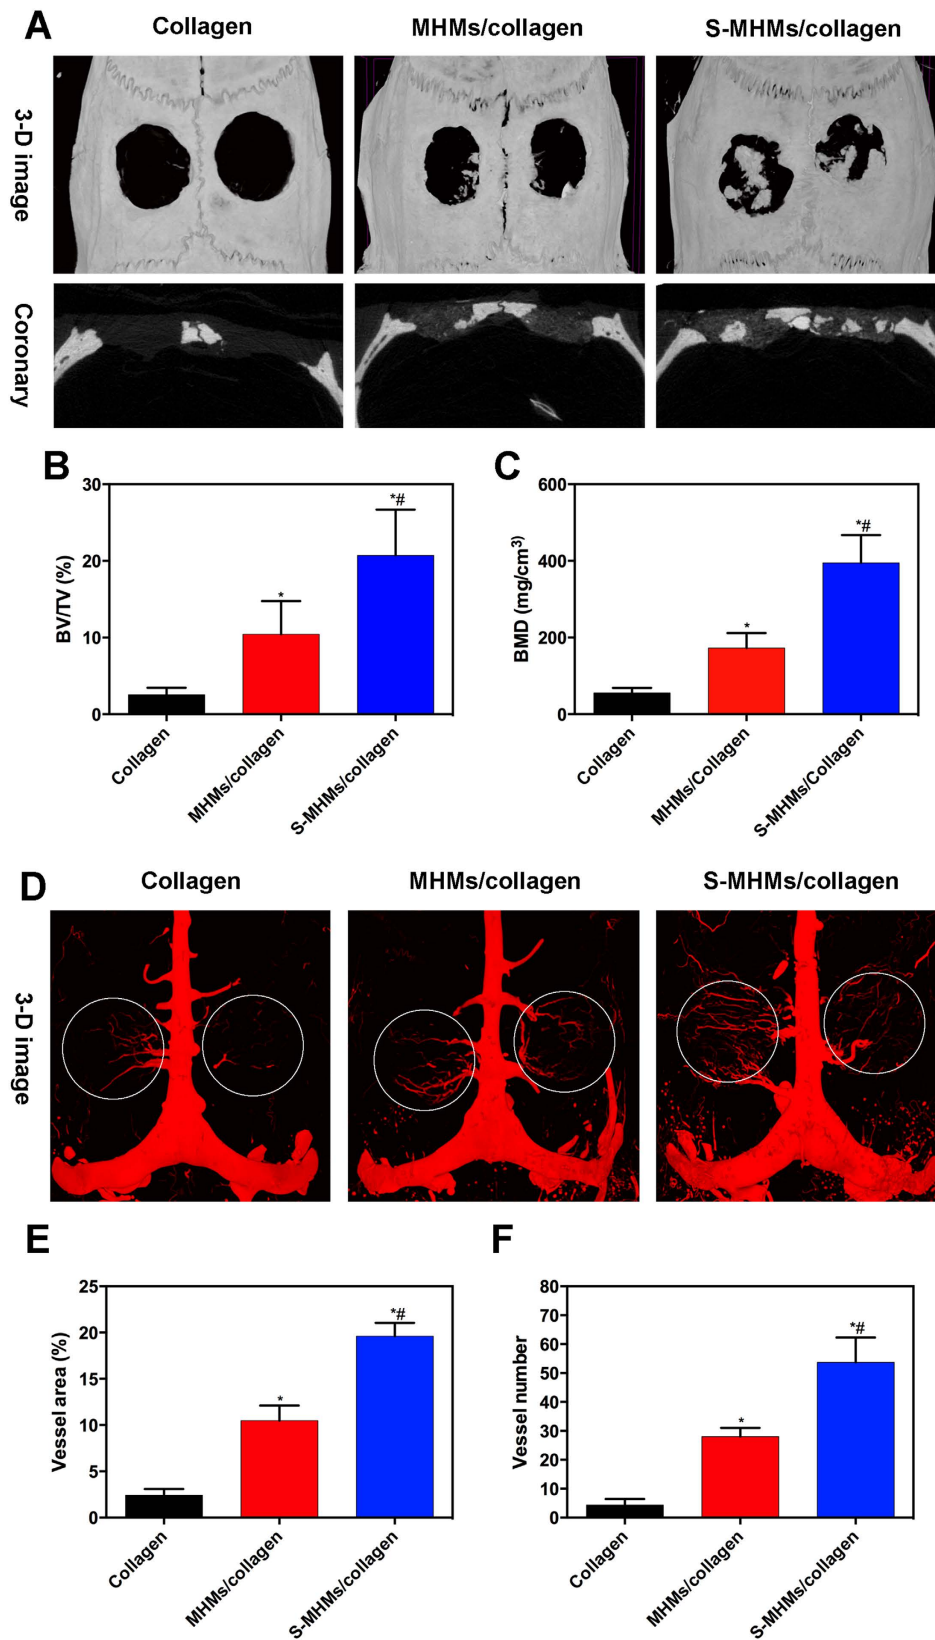 A
Collagen
MHMs/collagen
S-MHMs/collagen
3-D image
Coronary
B
BV/TV (%)
30
20
10
0
*
*#
Collagen
MHMs/collagen
S-MHMs/collagen
C
BMD (mg/cm³)
600
400
200
0
*
*#
Collagen
MHMs/Collagen
S-MHMs/Collagen
D
Collagen
MHMs/collagen
S-MHMs/collagen
3-D image
E
Vessel area (%)
25
20
15
10
5
0
*
*#
Collagen
MHMs/collagen
S-MHMs/collagen
F
Vessel number
80
70
60
50
40
30
20
10
0
*
*#
Collagen
MHMs/collagen
S-MHMs/collagen